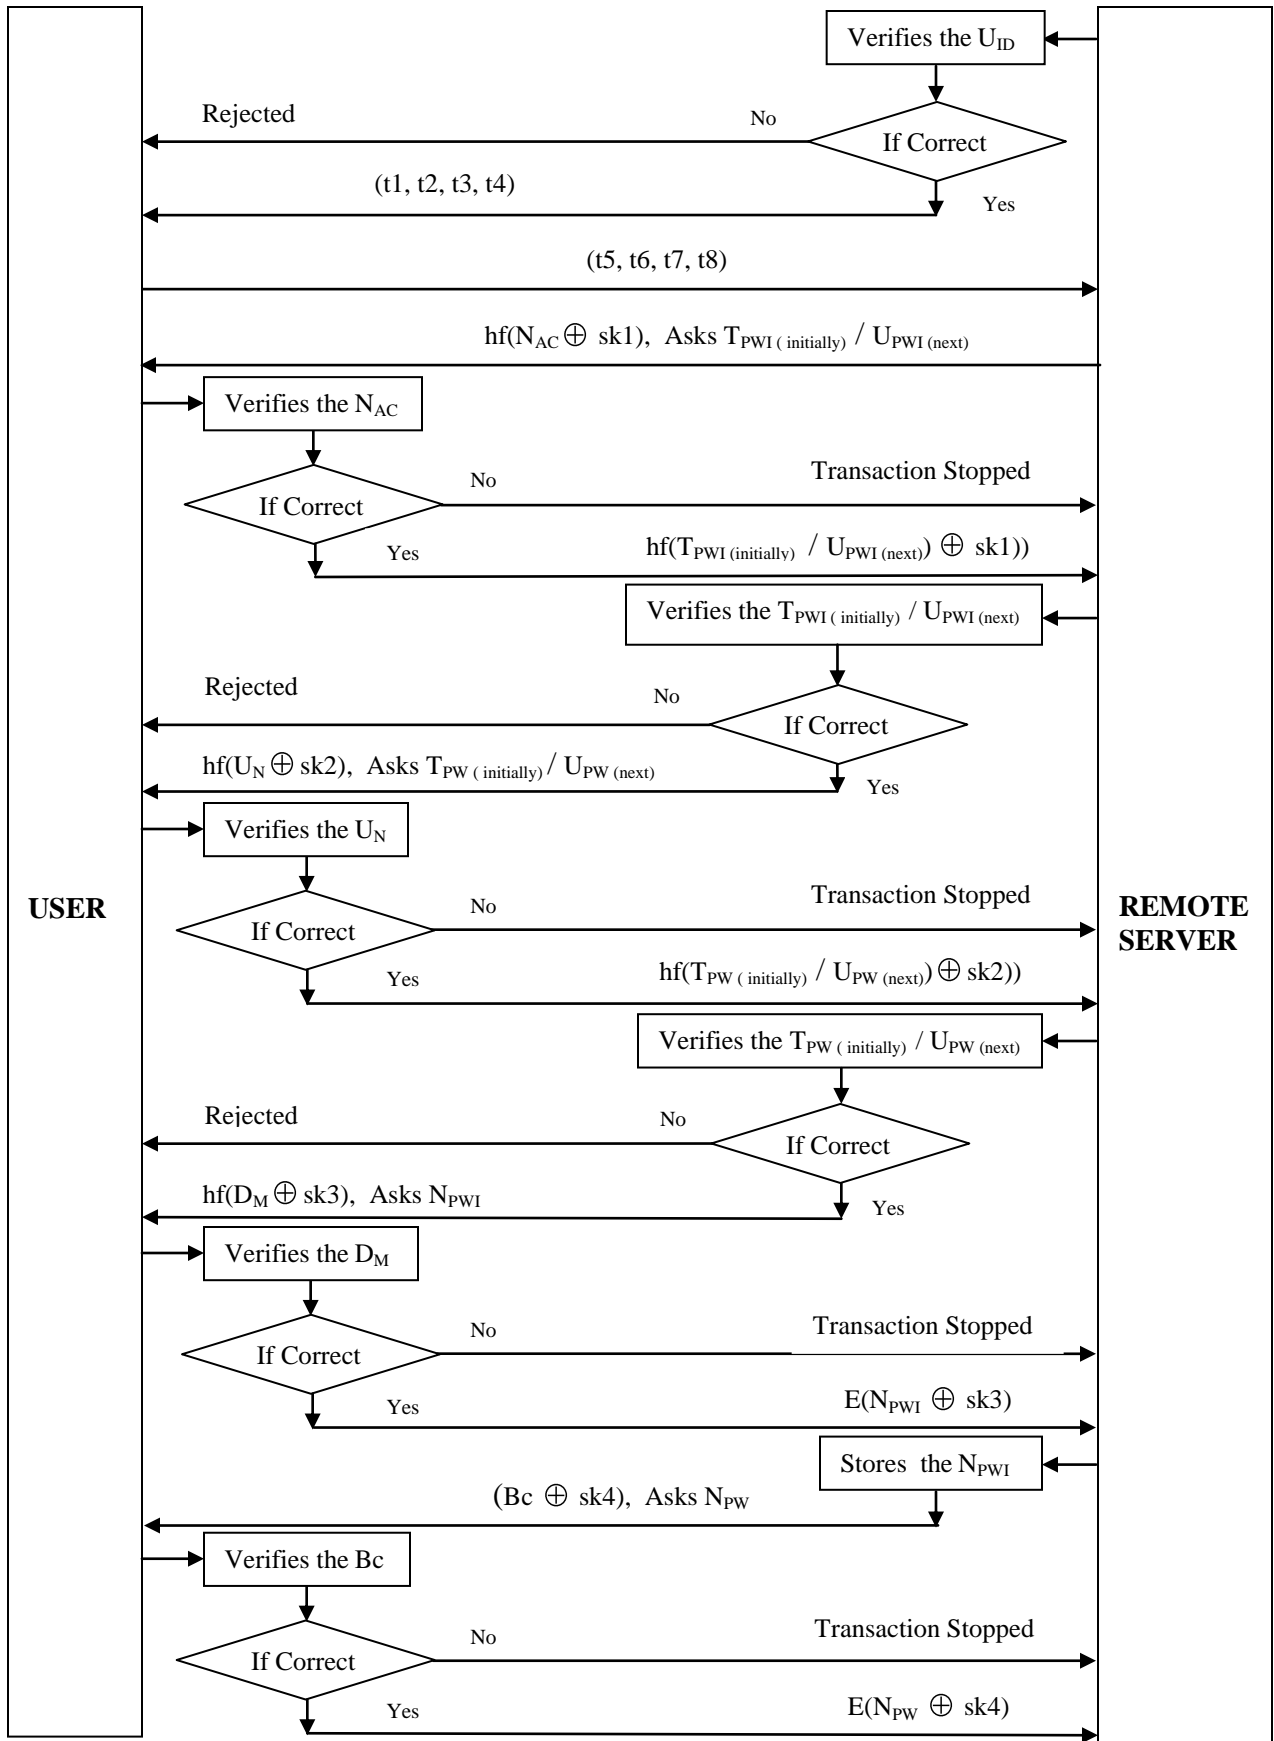 Verifies the U_ID
Rejected
No
If Correct
(t1, t2, t3, t4)
Yes
(t5, t6, t7, t8)
hf(N_AC ⊕ sk1), Asks T_PWI ( initially) / U_PWI (next)
Verifies the N_AC
If Correct
No
Transaction Stopped
Yes
hf(T_PWI (initially) / U_PWI (next)) ⊕ sk1))
Verifies the T_PWI ( initially) / U_PWI (next)
Rejected
No
If Correct
hf(U_N ⊕ sk2), Asks T_PW ( initially) / U_PW (next)
Yes
Verifies the U_N
USER
If Correct
No
Transaction Stopped
REMOTE
SERVER
Yes
hf(T_PW ( initially) / U_PW (next)) ⊕ sk2))
Verifies the T_PW ( initially) / U_PW (next)
Rejected
No
If Correct
hf(D_M ⊕ sk3), Asks N_PWI
Yes
Verifies the D_M
If Correct
No
Transaction Stopped
Yes
E(N_PWI ⊕ sk3)
Stores the N_PWI
(Bc ⊕ sk4), Asks N_PW
Verifies the Bc
If Correct
No
Transaction Stopped
Yes
E(N_PW ⊕ sk4)